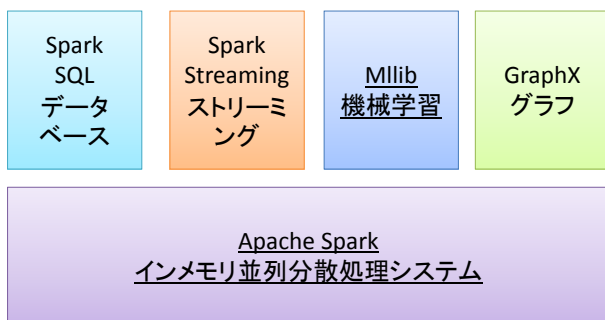 Spark
SQL
データ
ベース
Spark
Streaming
ストリーミ
ング
Mllib
機械学習
GraphX
グラフ
Apache Spark
インメモリ並列分散処理システム